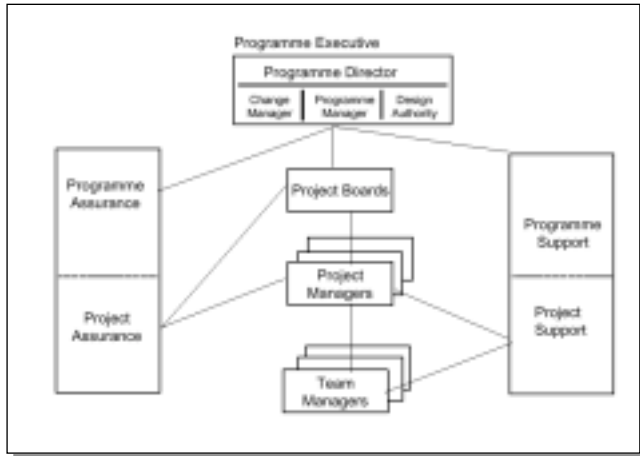 Programme Executive
Programme Director
Change
Manager
Programme
Manager
Design
Authority
Programme
Assurance
Project Boards
Programme
Support
Project
Managers
Project
Assurance
Project
Support
Team
Managers